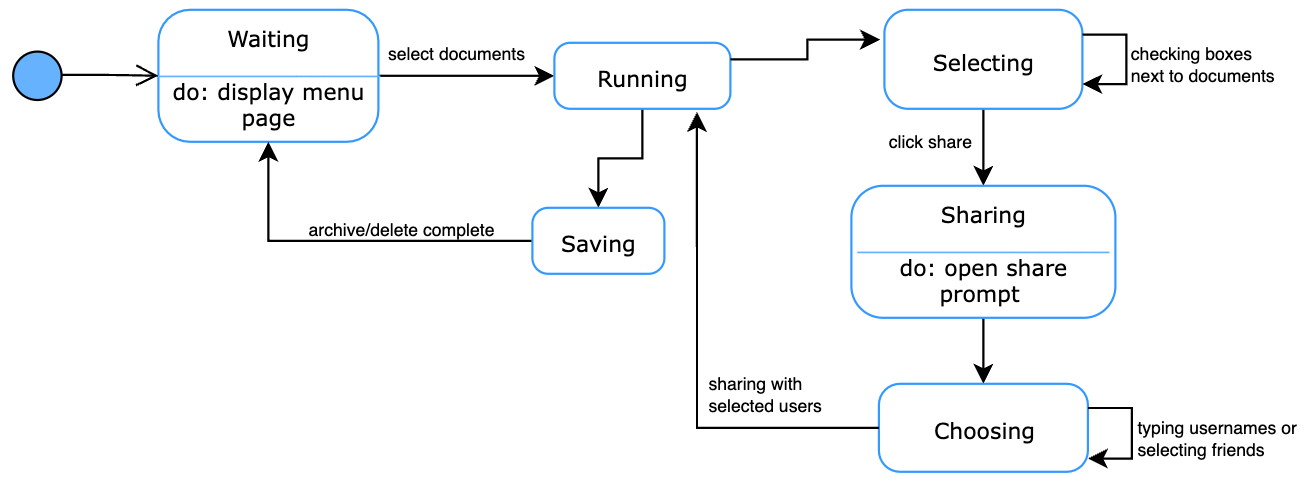 Waiting
do: display menu
page
select documents
Running
Selecting
checking boxes
next to documents
click share
archive/delete complete
Saving
Sharing
do: open share
prompt
sharing with
selected users
Choosing
typing usernames or
selecting friends